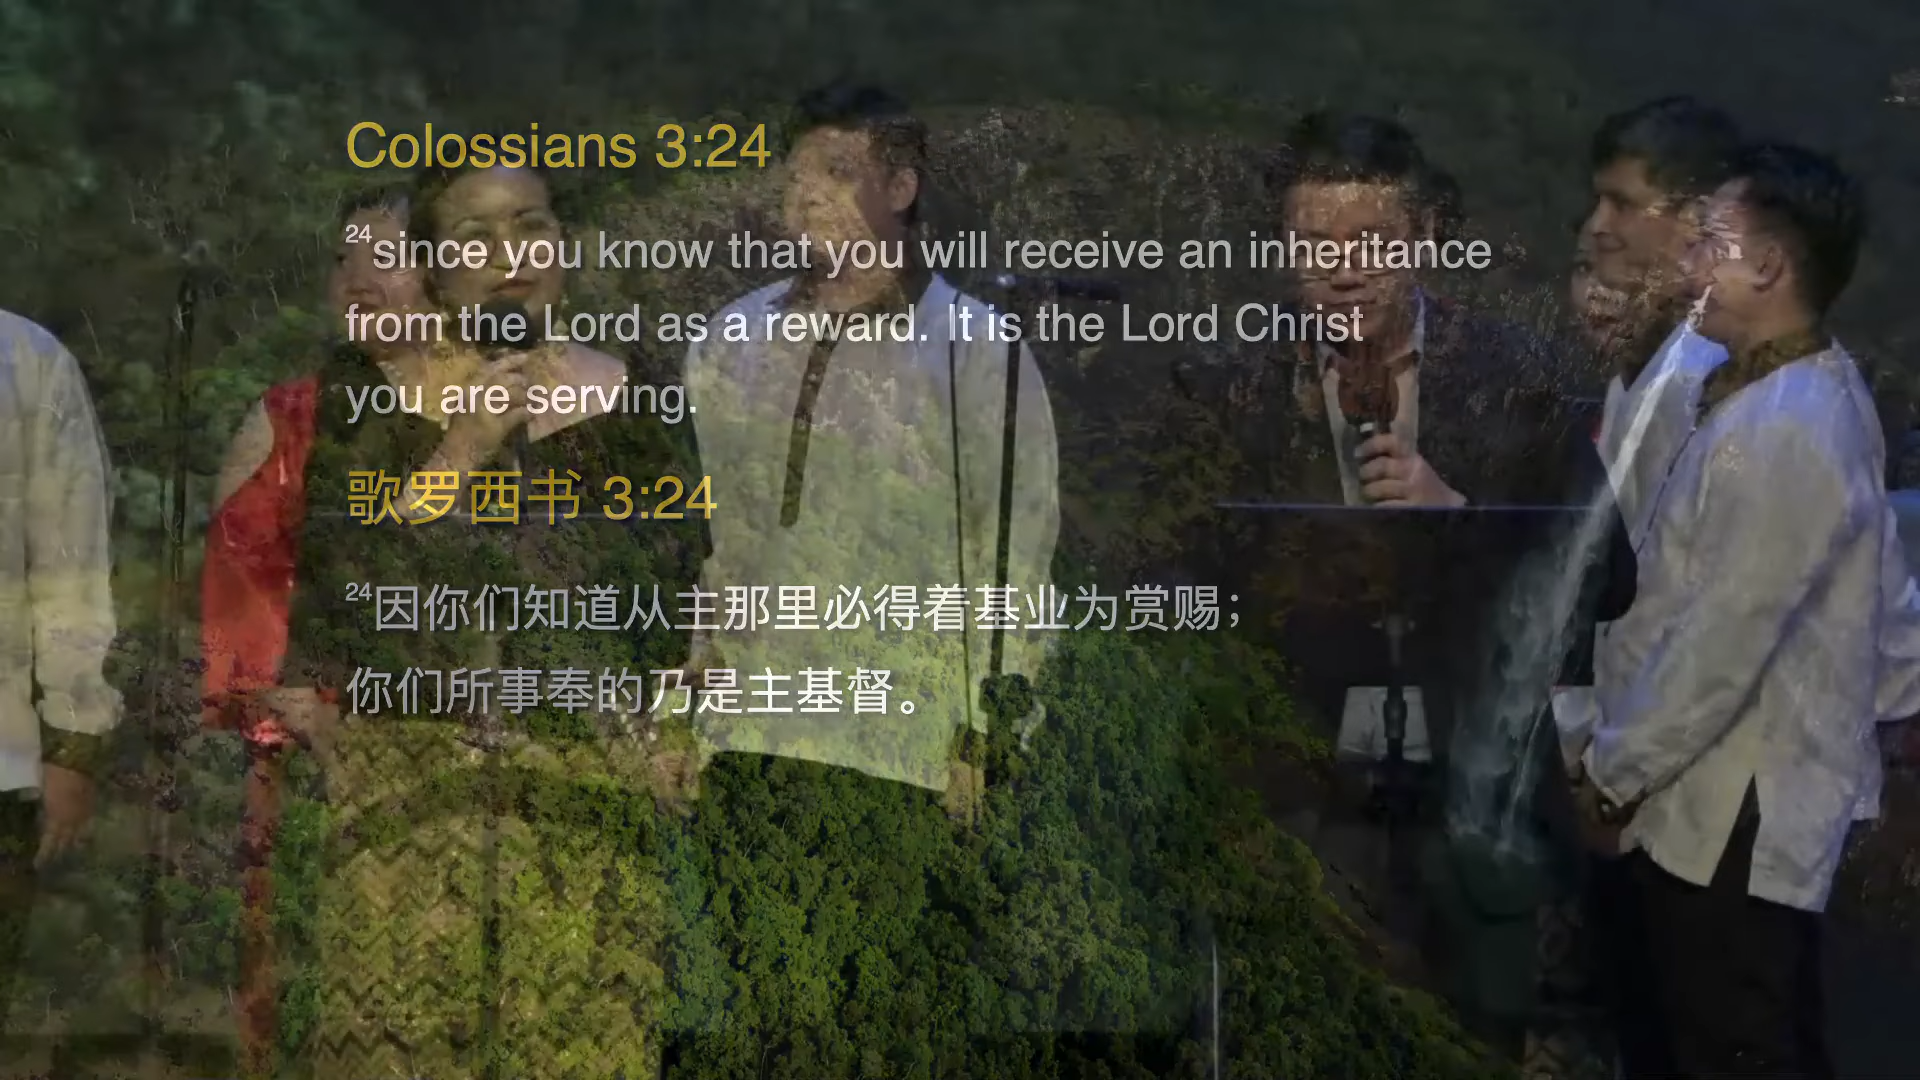 Colossians 3:24
24since you know that you will receive an inheritance
from the Lord as a reward. It is the Lord Christ
you are serving.
歌罗西书 3:24
24因你们知道从主那里必得着基业为赏赐；
你们所事奉的乃是主基督。